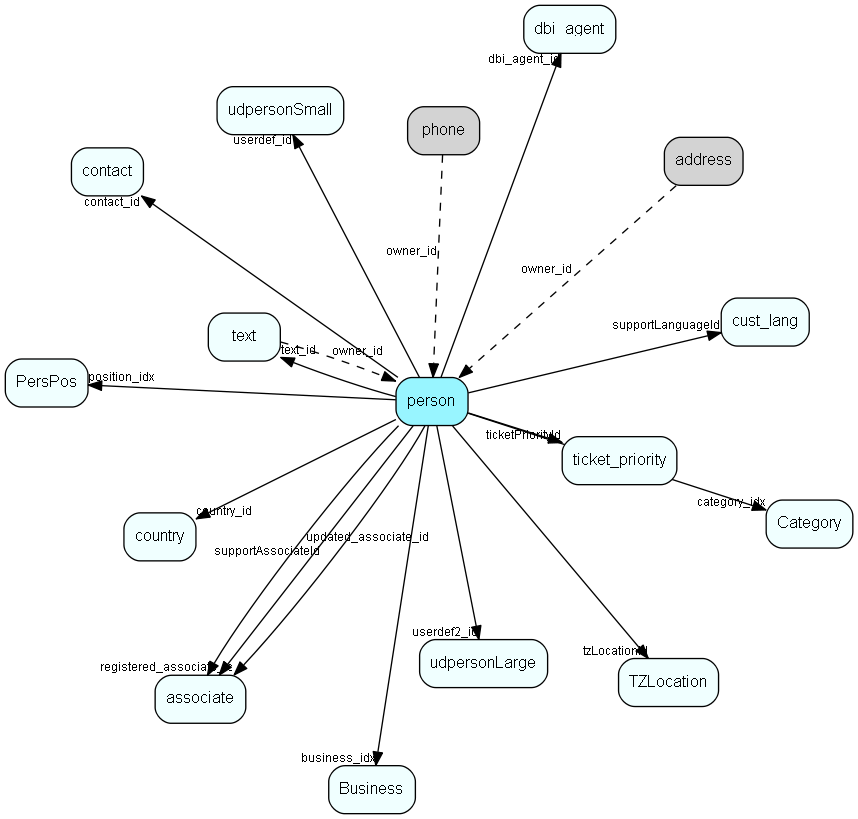 dbi_agent
dbi_agent_id
udpersonSmall
userdef_id
phone
address
contact
contact_id
owner_id
owner_id
cust_lang
supportLanguageId
text
text_id
owner_id
PersPos
position_idx
person
ticketPriorityId
ticket_priority
category_idx
Category
country_id
country
updated_associate_id
supportAssociateId
userdef2_id
udpersonLarge
tzLocationId
TZLocation
associate
business_idx
Business